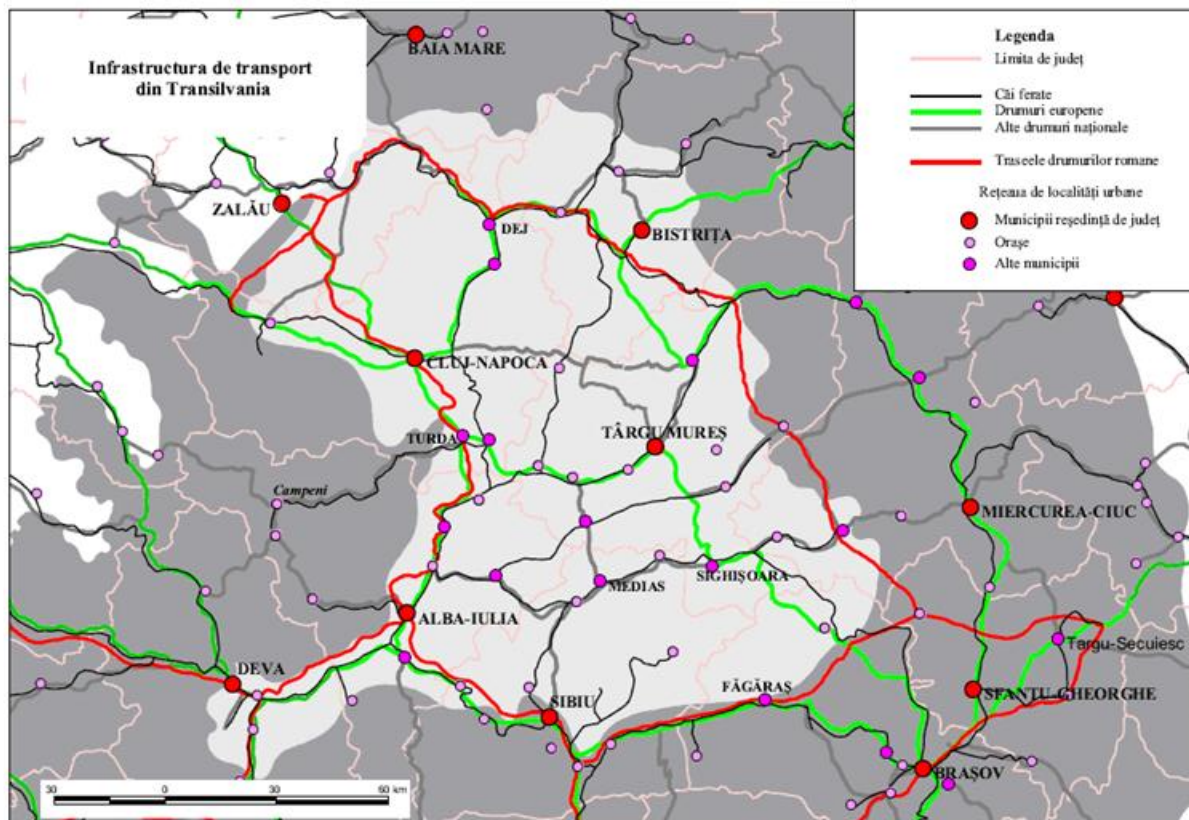 Infrastructura de transport
din Transilvania
Legenda
Limita de județ
Căi ferate
Drumuri europene
Alte drumuri naționale
Traseele drumurilor romane
Rețeaua de localități urbane
Municipii reședință de județ
Orașe
Alte municipii
BAIA MARE
ZALĂU
DEJ
BISTRIȚA
CLUJ-NAPOCA
TURDA
TÂRGU MUREȘ
Campeni
MIERCUREA-CIUC
MEDIAS
SIGHIȘOARA
ALBA-IULIA
Targu-Secuiesc
DEVA
FĂGĂRAȘ
SFANTU-GHEORGHE
SIBIU
BRAȘOV
30 0 30 60 km